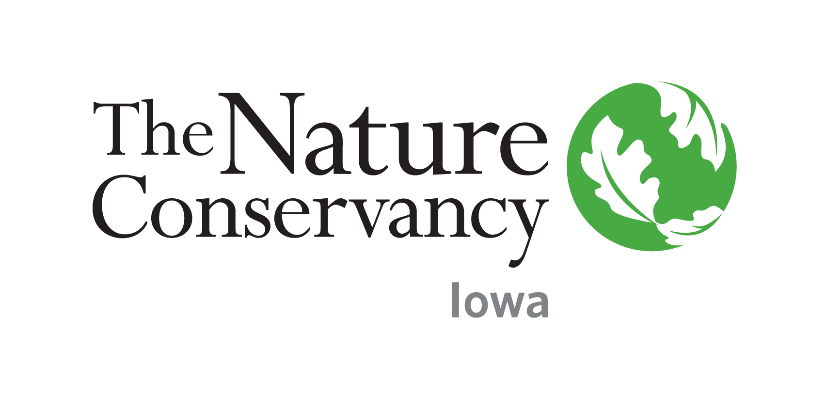 The Nature
Conservancy
Iowa